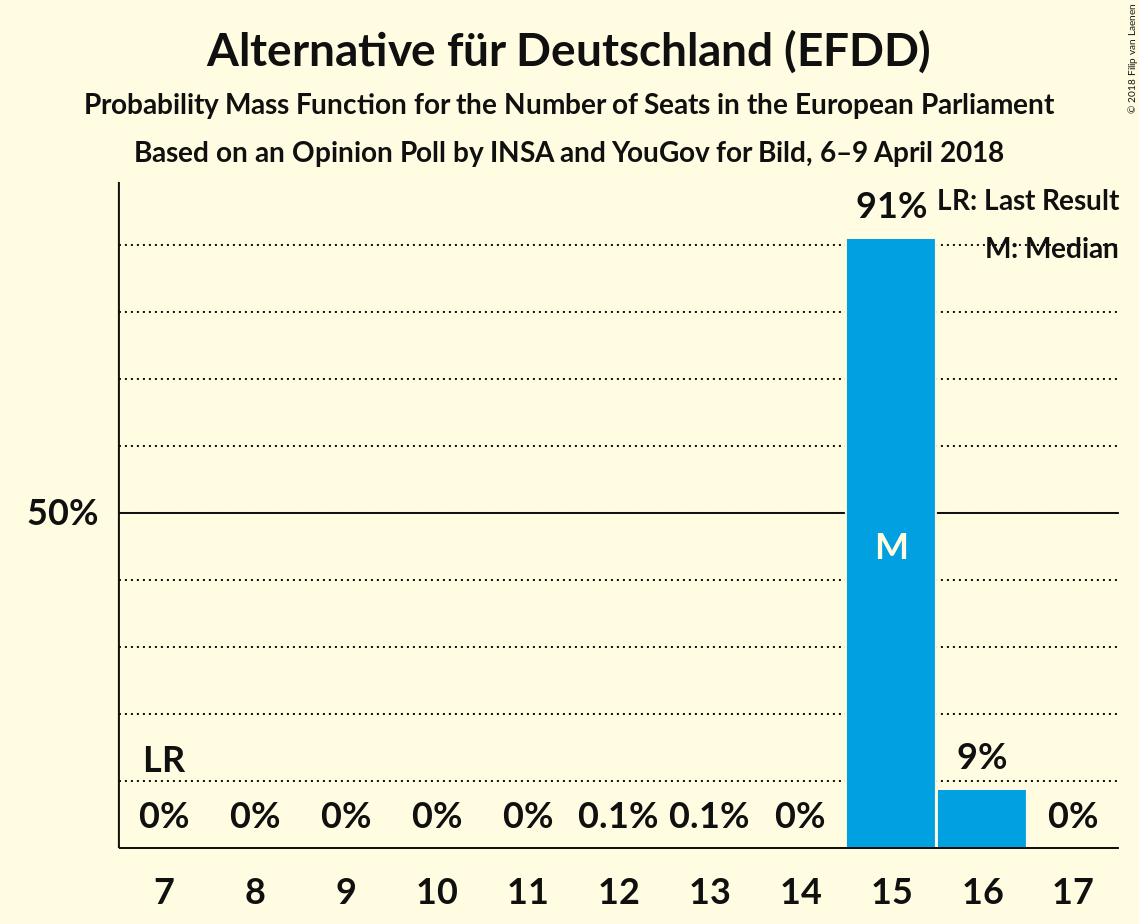 Alternative für Deutschland (EFDD)
Probability Mass Function for the Number of Seats in the European Parliament
Based on an Opinion Poll by INSA and YouGov for Bild, 6–9 April 2018
© 2018 Filip van Laenen
91%
LR: Last Result
M: Median
50%
M
LR
9%
0% 0% 0% 0% 0% 0.1% 0.1% 0% 0%
7 8 9 10 11 12 13 14 15 16 17